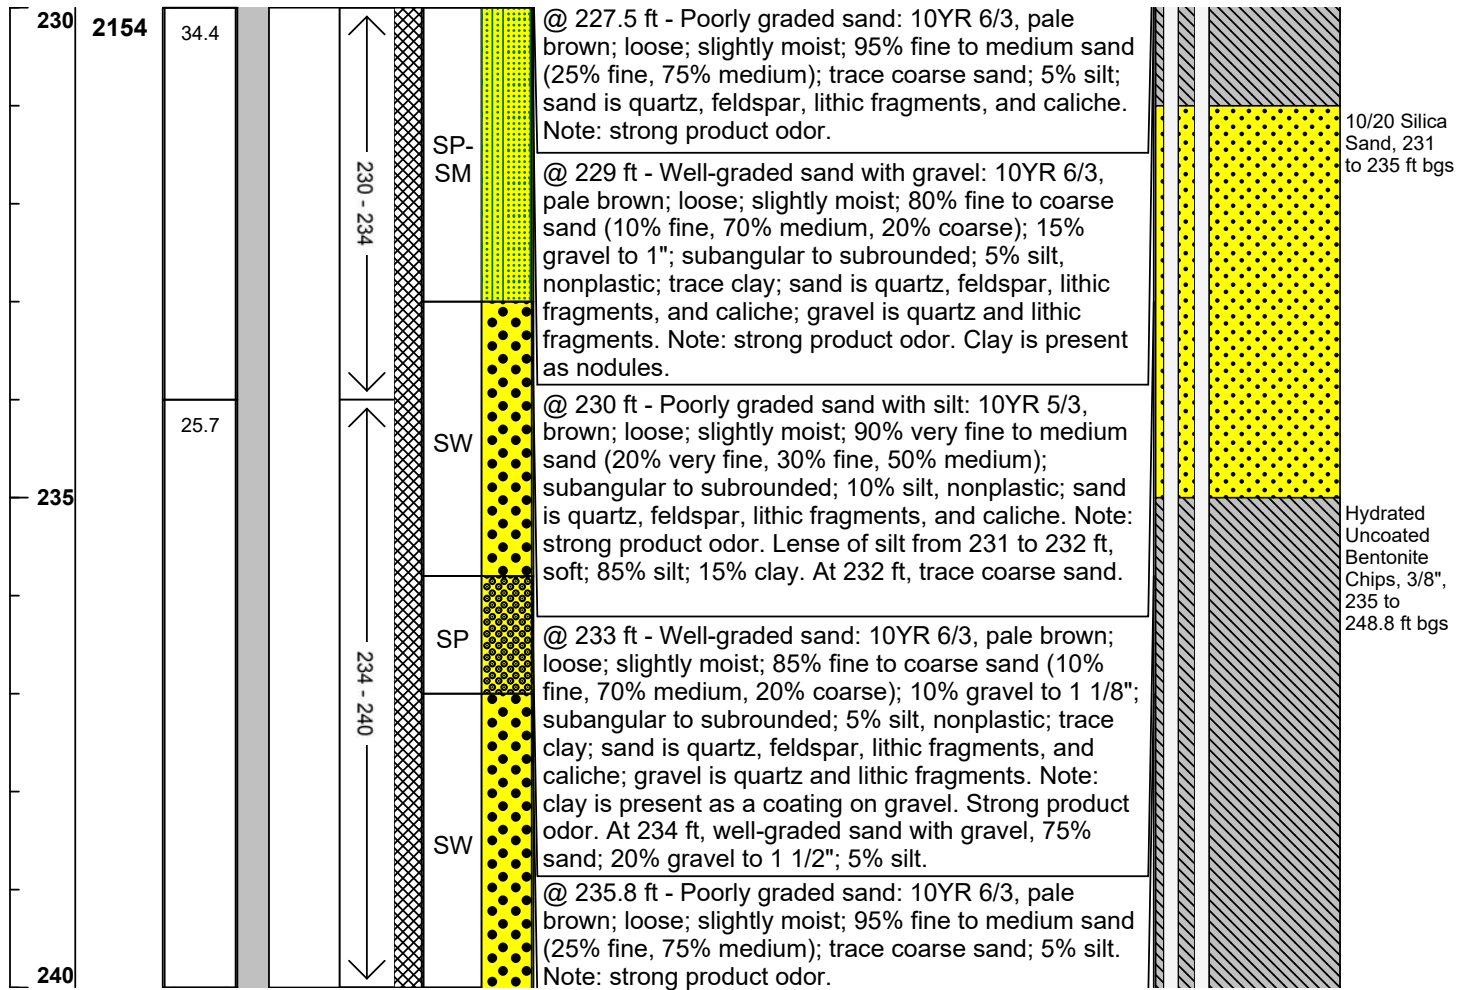 230
2154
34.4
230 - 234
SP-
SM
@ 227.5 ft - Poorly graded sand: 10YR 6/3, pale
brown; loose; slightly moist; 95% fine to medium sand
(25% fine, 75% medium); trace coarse sand; 5% silt;
sand is quartz, feldspar, lithic fragments, and caliche.
Note: strong product odor.
@ 229 ft - Well-graded sand with gravel: 10YR 6/3,
pale brown; loose; slightly moist; 80% fine to coarse
sand (10% fine, 70% medium, 20% coarse); 15%
gravel to 1"; subangular to subrounded; 5% silt,
nonplastic; trace clay; sand is quartz, feldspar, lithic
fragments, and caliche; gravel is quartz and lithic
fragments. Note: strong product odor. Clay is present
as nodules.
10/20 Silica
Sand, 231
to 235 ft bgs
25.7
SW
@ 230 ft - Poorly graded sand with silt: 10YR 5/3,
brown; loose; slightly moist; 90% very fine to medium
sand (20% very fine, 30% fine, 50% medium);
subangular to subrounded; 10% silt, nonplastic; sand
is quartz, feldspar, lithic fragments, and caliche. Note:
strong product odor. Lense of silt from 231 to 232 ft,
soft; 85% silt; 15% clay. At 232 ft, trace coarse sand.
235
Hydrated
Uncoated
Bentonite
Chips, 3/8",
235 to
248.8 ft bgs
234 - 240
SP
@ 233 ft - Well-graded sand: 10YR 6/3, pale brown;
loose; slightly moist; 85% fine to coarse sand (10%
fine, 70% medium, 20% coarse); 10% gravel to 1 1/8";
subangular to subrounded; 5% silt, nonplastic; trace
clay; sand is quartz, feldspar, lithic fragments, and
caliche; gravel is quartz and lithic fragments. Note:
clay is present as a coating on gravel. Strong product
odor. At 234 ft, well-graded sand with gravel, 75%
sand; 20% gravel to 1 1/2"; 5% silt.
SW
@ 235.8 ft - Poorly graded sand: 10YR 6/3, pale
brown; loose; slightly moist; 95% fine to medium sand
(25% fine, 75% medium); trace coarse sand; 5% silt.
Note: strong product odor.
240